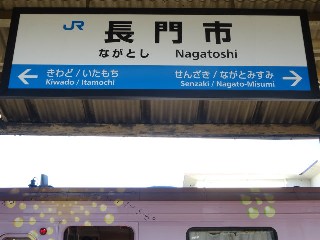 JR 長門市
ながとし Nagatoshi
きわど/いたもち せんざき/ながとみすみ
Kiwado / Itamochi Senzaki / Nagato-Misumi